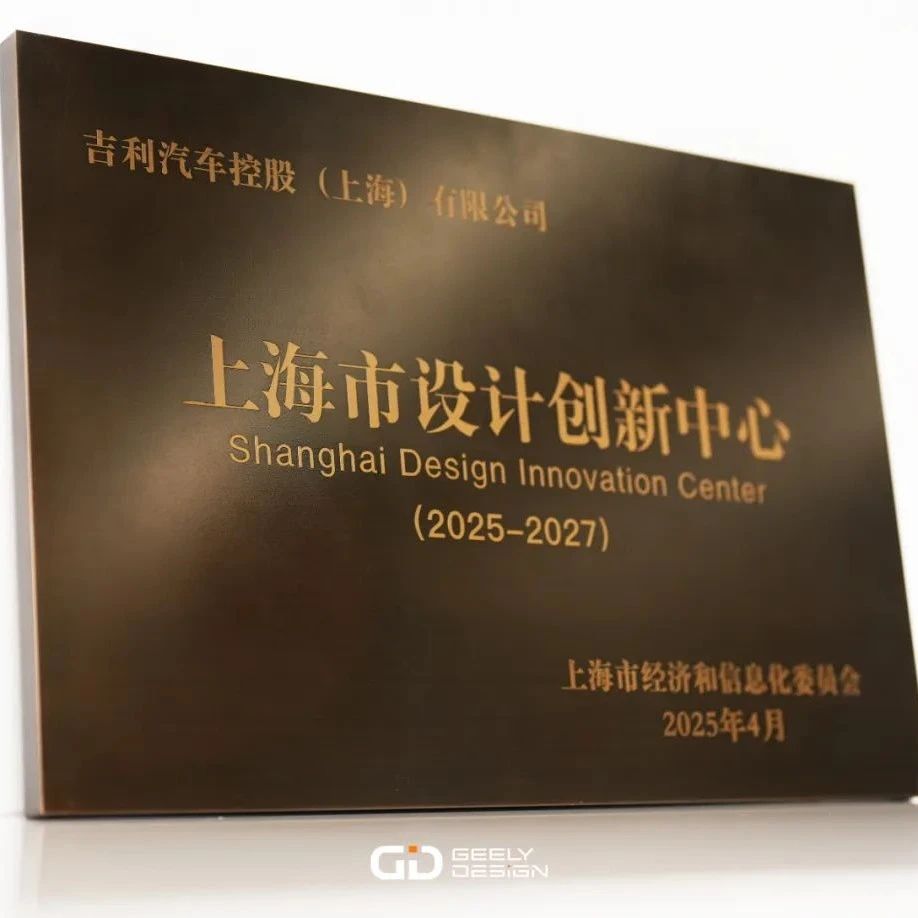 吉利汽车控股（上海）有限公司
上海市设计创新中心
Shanghai Design Innovation Center
(2025-2027)
上海市经济和信息化委员会
2025年4月
GD GEELY
DESIGN